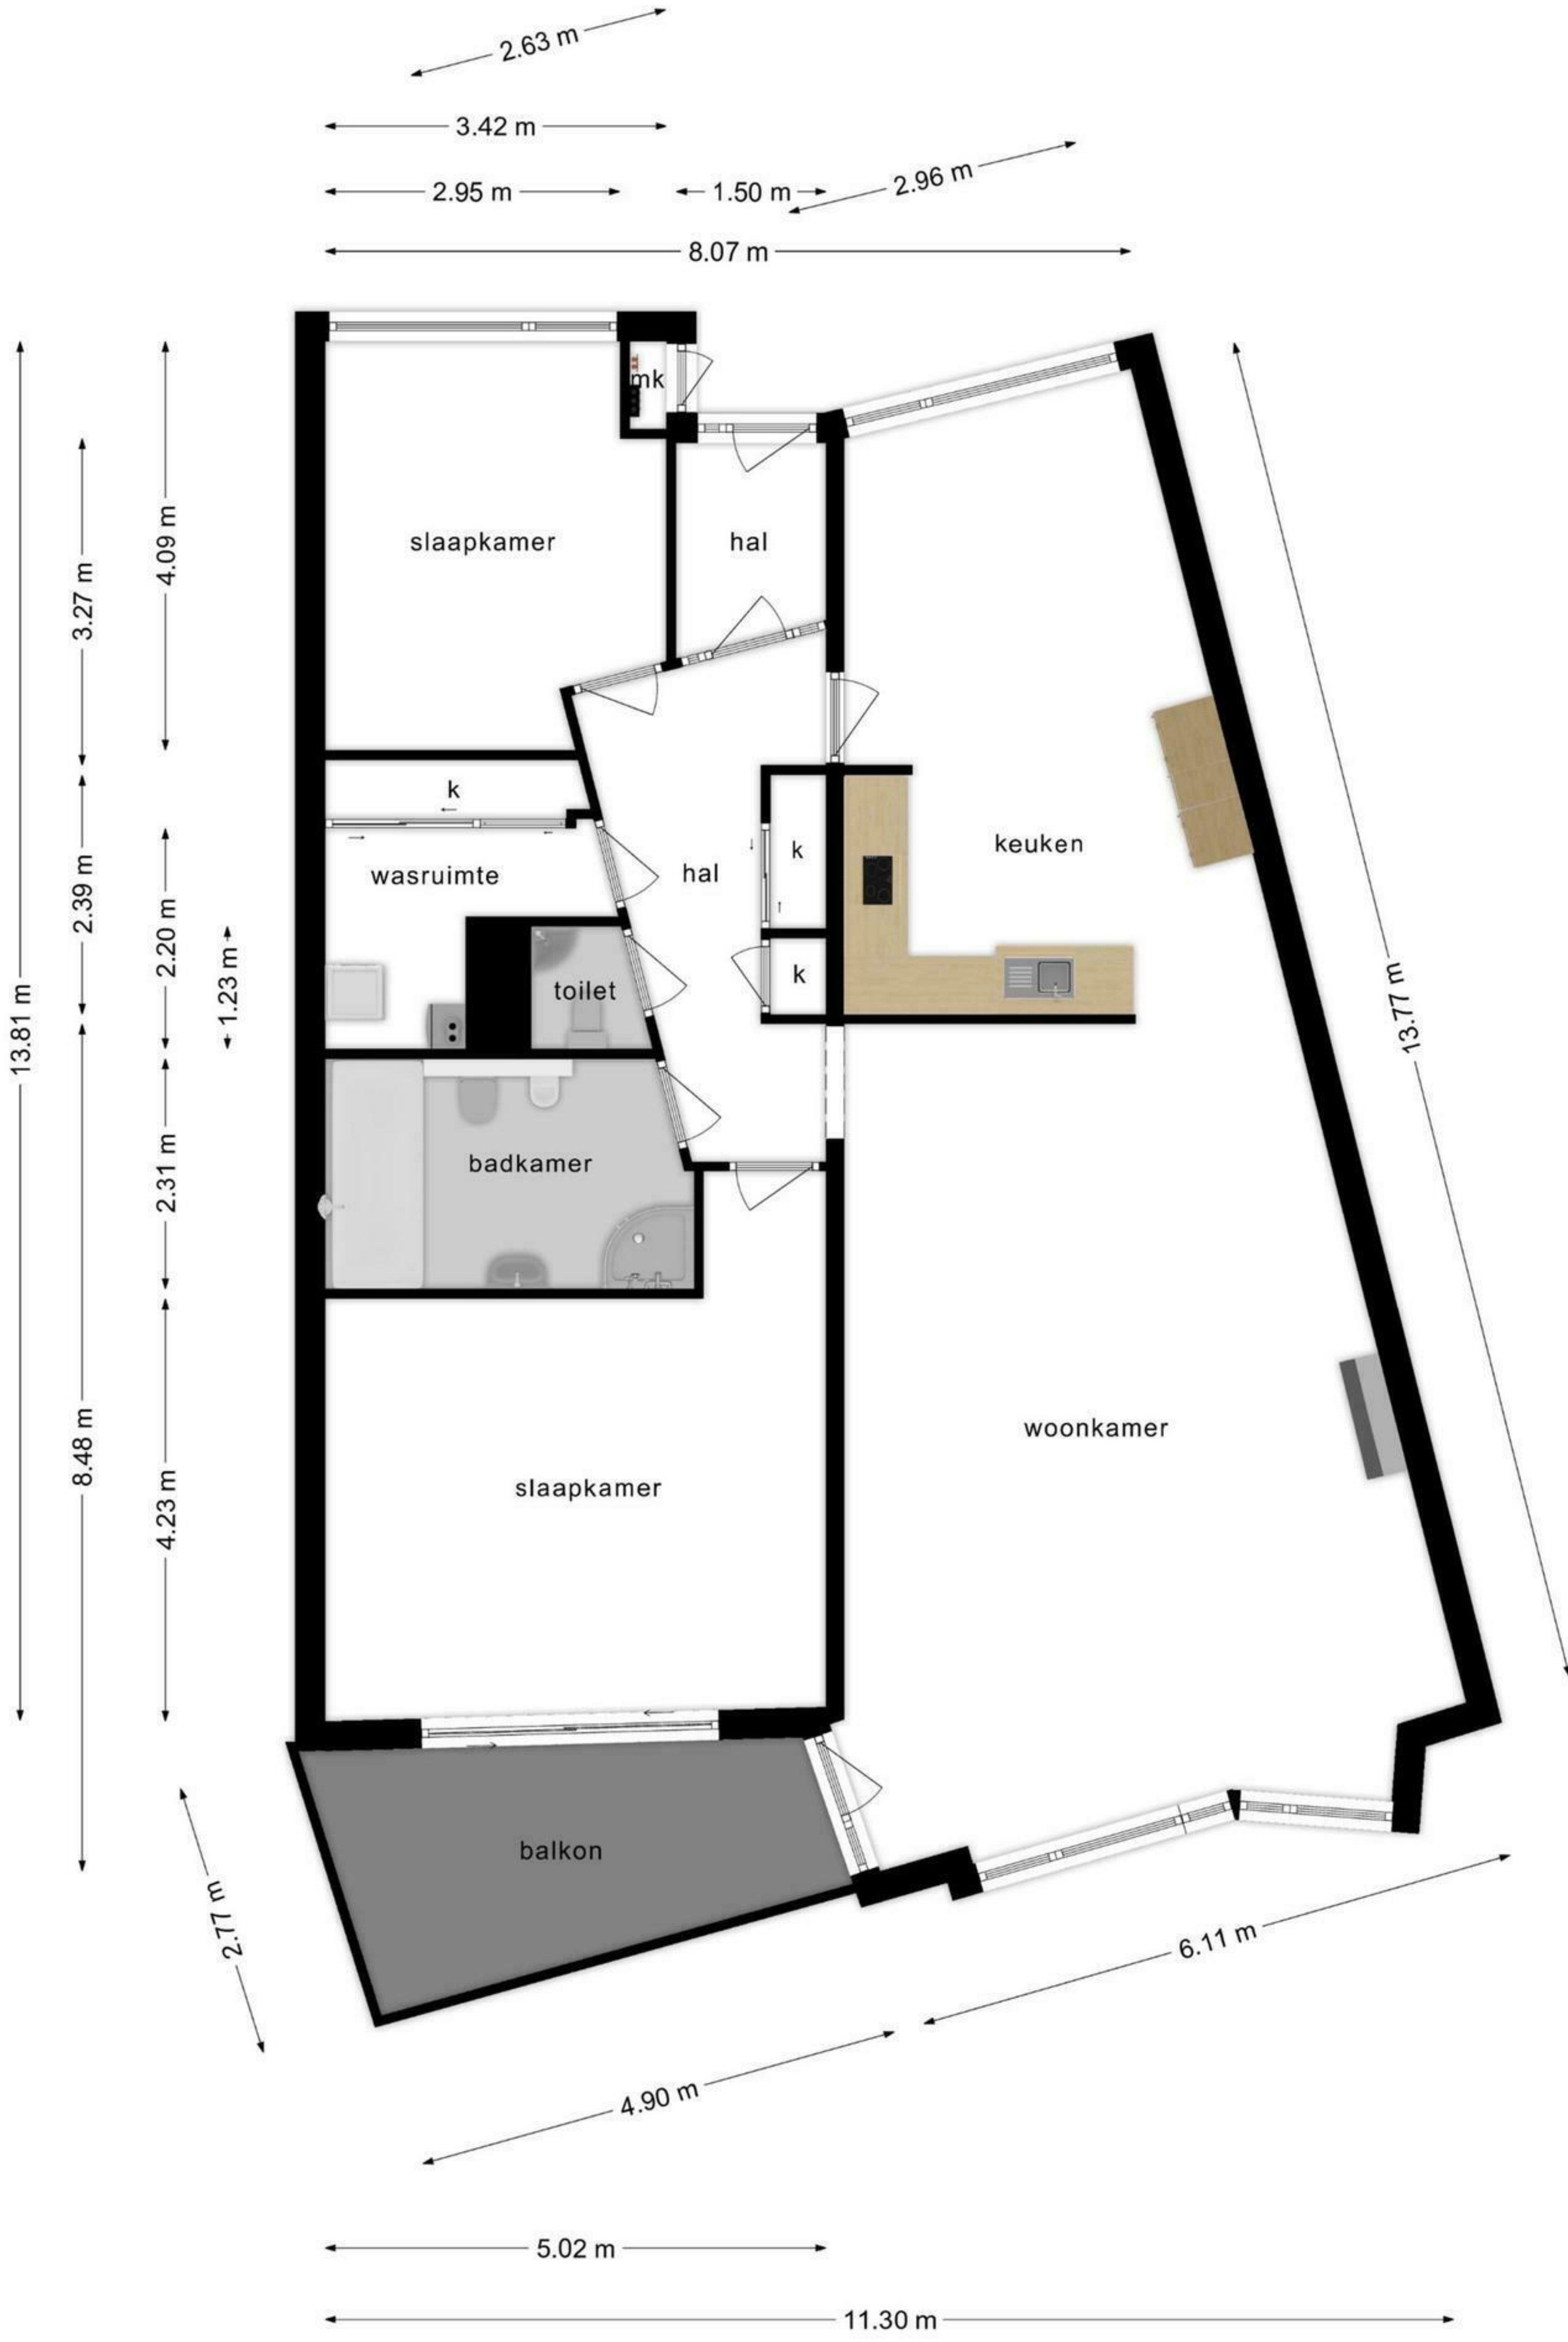 2.63 m
3.42 m
2.95 m
1.50 m
2.96 m
8.07 m
mk
slaapkamer
hal
4.09 m
3.27 m
k
wasruimte
hal
k
keuken
2.39 m
2.20 m
1.23 m
k
toilet
13.81 m
13.77 m
badkamer
2.31 m
woonkamer
slaapkamer
8.48 m
4.23 m
balkon
2.77 m
6.11 m
4.90 m
5.02 m
11.30 m